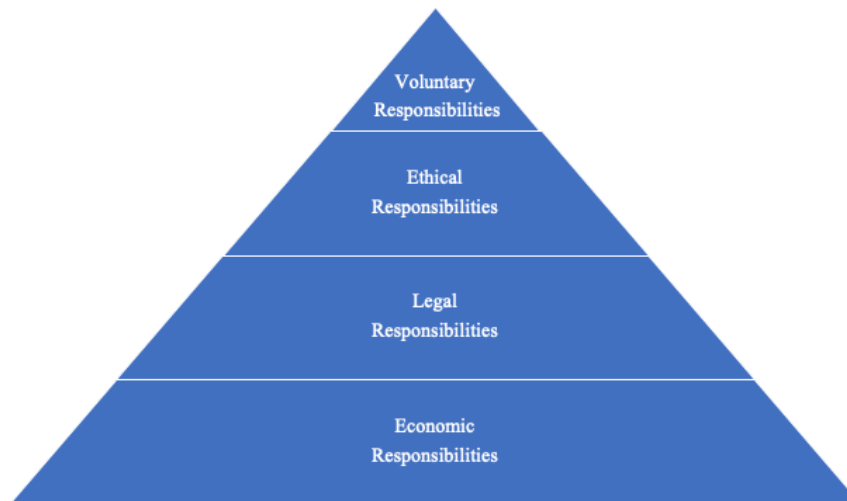 Voluntary
Responsibilities
Ethical
Responsibilities
Legal
Responsibilities
Economic
Responsibilities